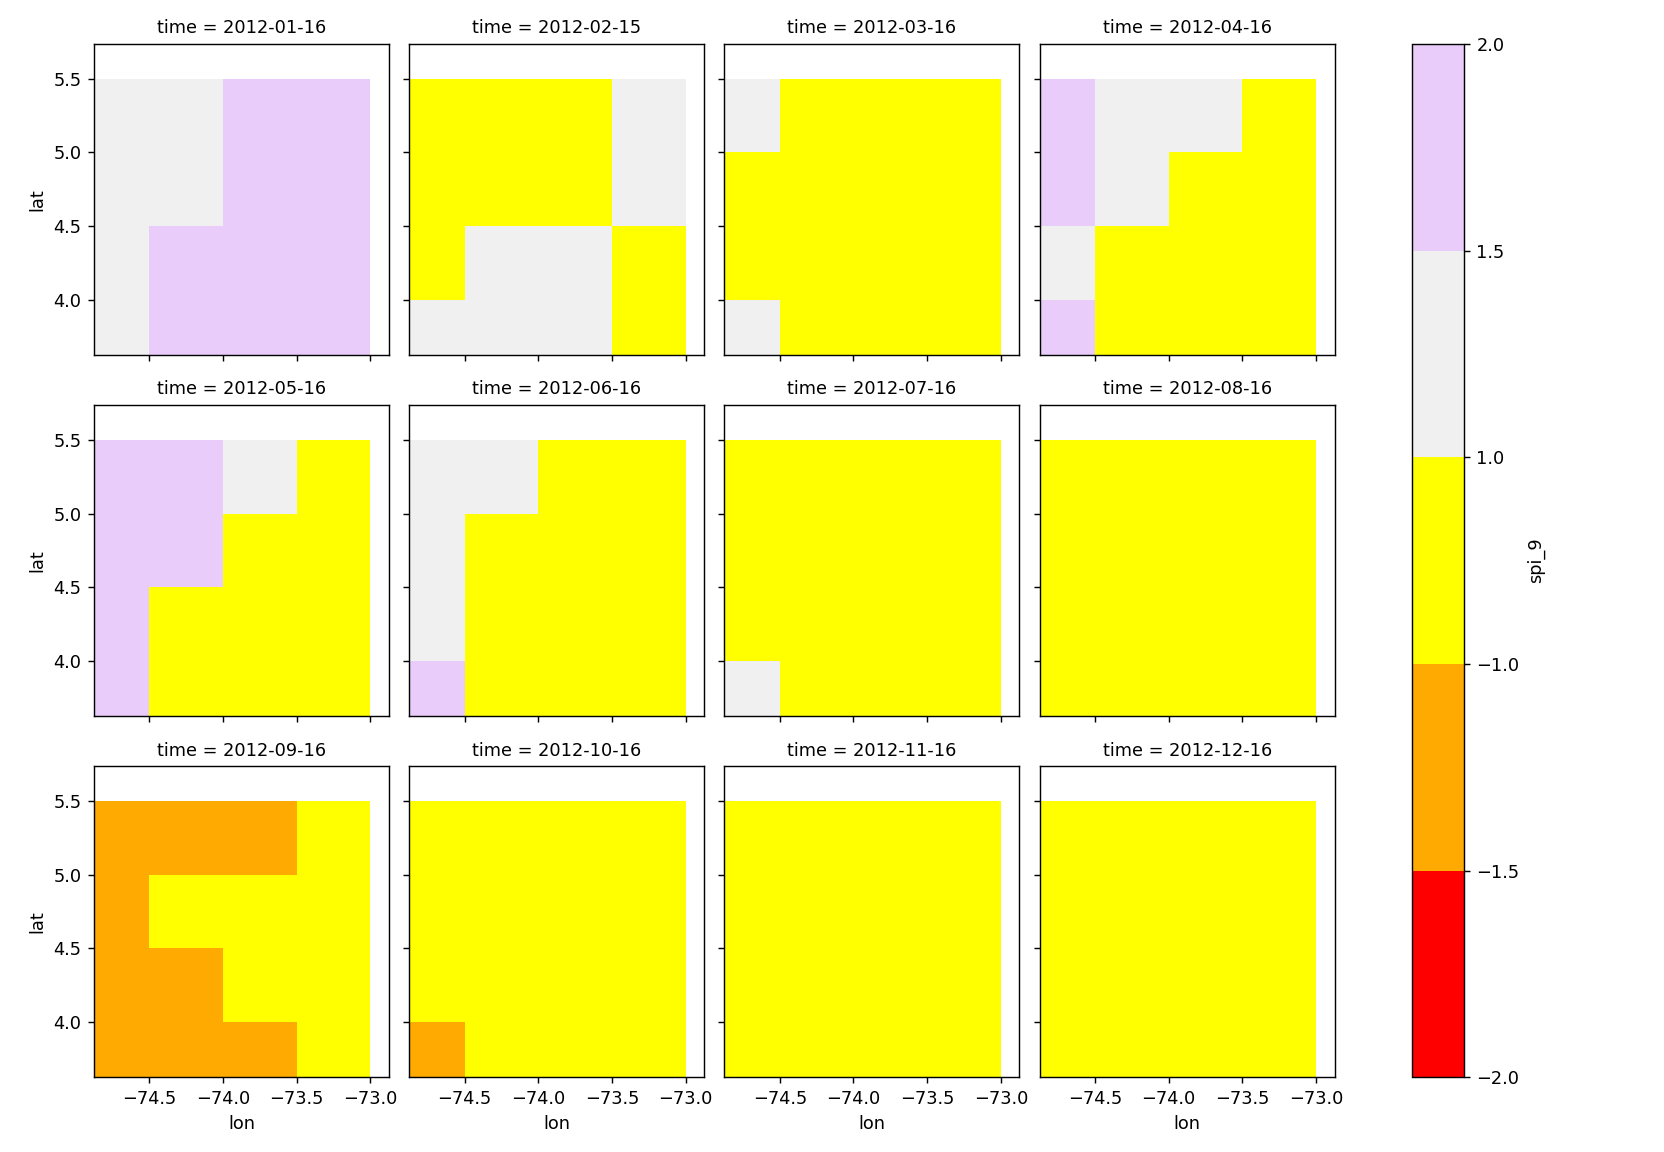 time = 2012-01-16
time = 2012-02-15
time = 2012-03-16
time = 2012-04-16
5.5
5.0
4.5
4.0
lat
time = 2012-05-16
time = 2012-06-16
time = 2012-07-16
time = 2012-08-16
5.5
5.0
4.5
4.0
lat
time = 2012-09-16
time = 2012-10-16
time = 2012-11-16
time = 2012-12-16
5.5
5.0
4.5
4.0
lat
−74.5 −74.0 −73.5 −73.0
lon
−74.5 −74.0 −73.5 −73.0
lon
−74.5 −74.0 −73.5 −73.0
lon
−74.5 −74.0 −73.5 −73.0
lon
2.0
1.5
1.0
−1.0
−1.5
−2.0
spi_9